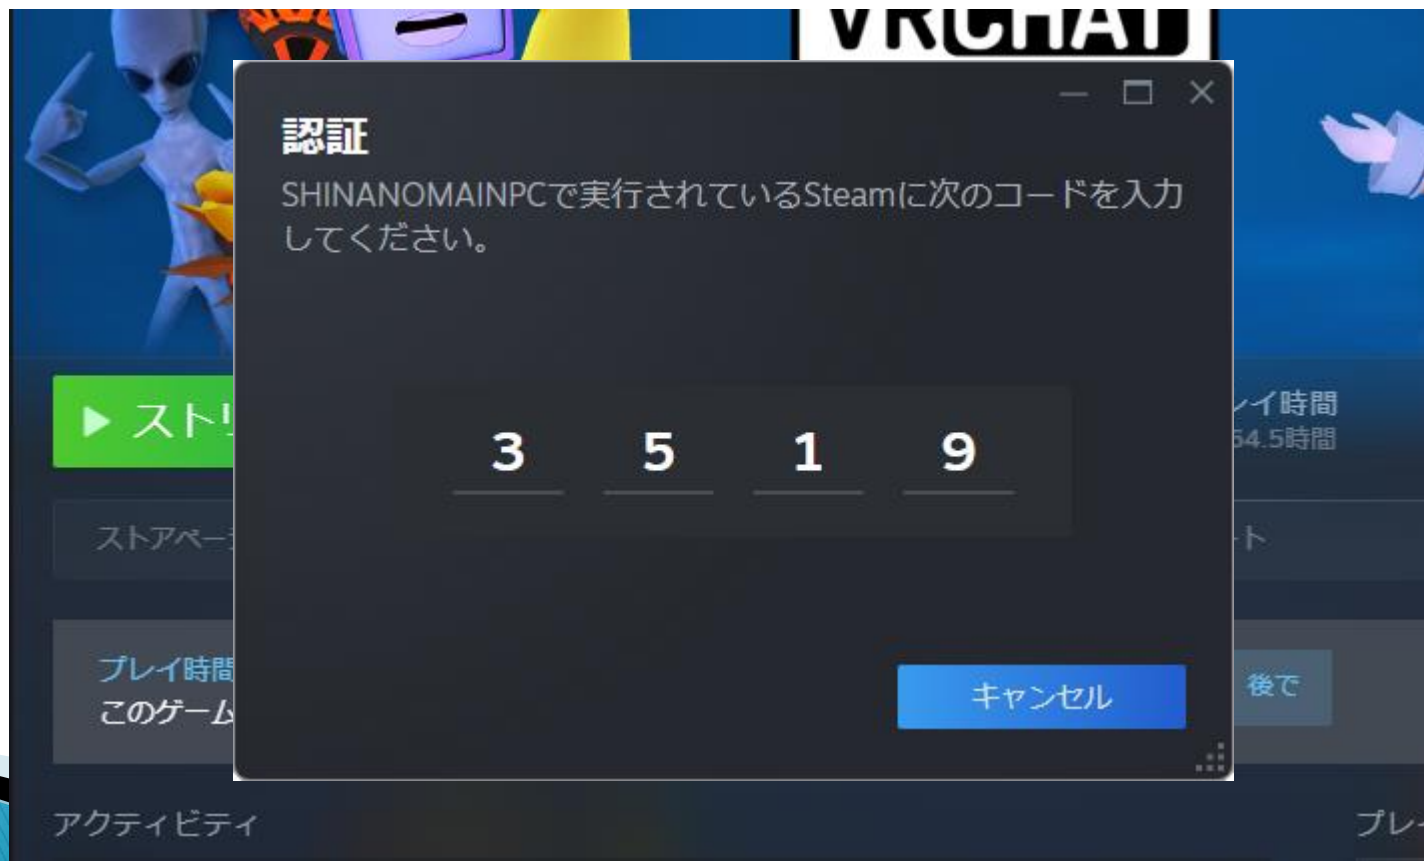 VRCHAT
認証
SHINANOMAINPCで実行されているSteamに次のコードを入力
してください。
▶ ストリ
3 5 1 9
レイ時間
54.5時間
ストアページ
ート
キャンセル
プレイ時間
このゲーム
後で
アクティビティ
プレイ